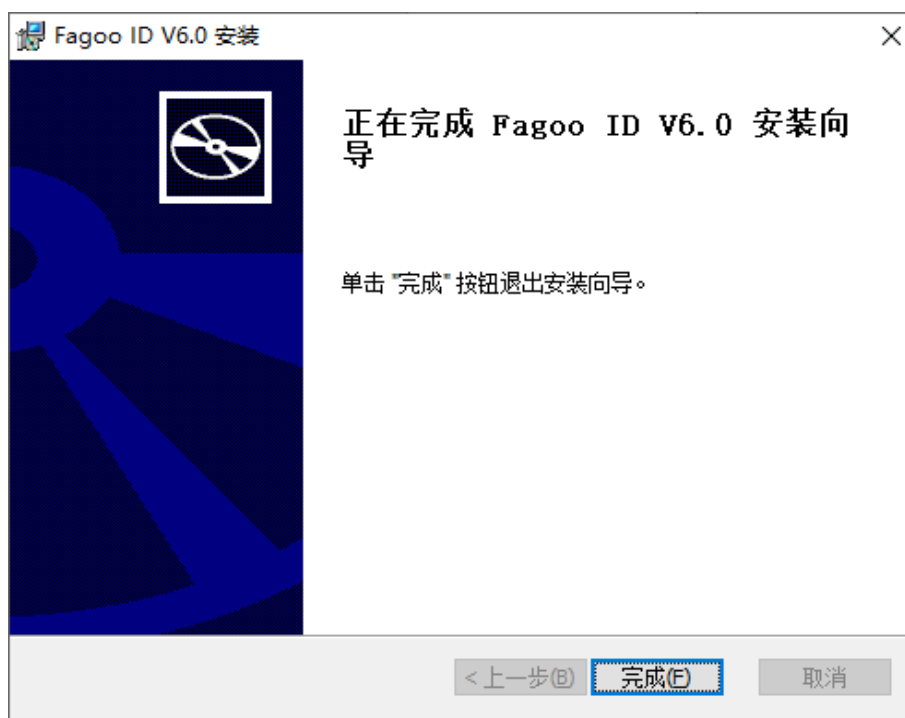 Fagoo ID V6.0 安装
正在完成 Fagoo ID V6.0 安装向
导
单击 "完成" 按钮退出安装向导。
< 上一步(B)
完成(F)
取消